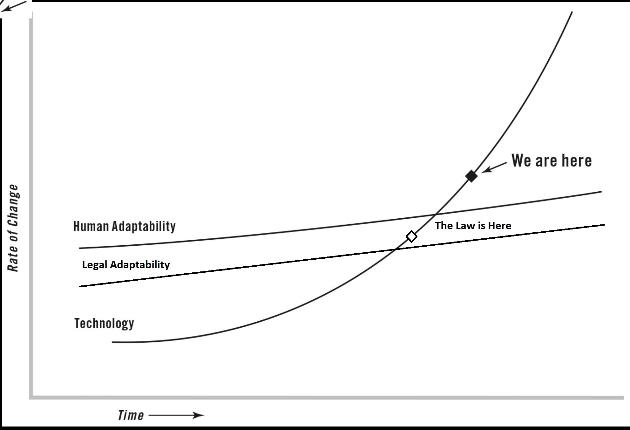 We are here
Human Adaptability
The Law is Here
Legal Adaptability
Technology
Rate of Change
Time